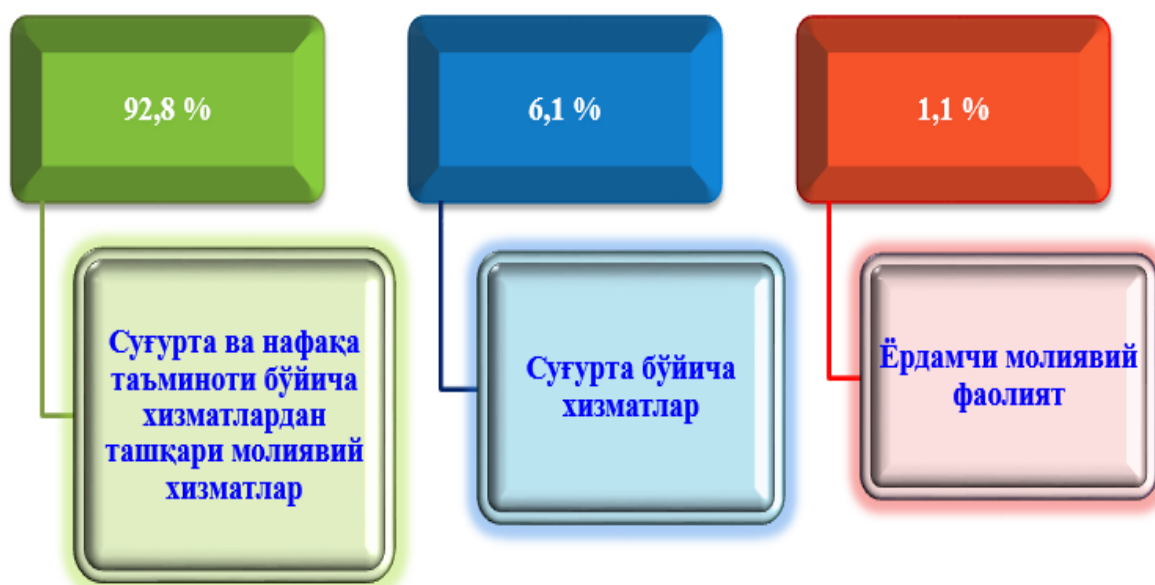 92,8 %
6,1 %
1,1 %
Суғурта ва нафақа
таъминоти бўйича
хизматлардан
ташқари молиявий
хизматлар
Суғурта бўйича
хизматлар
Ёрдамчи молиявий
фаолият